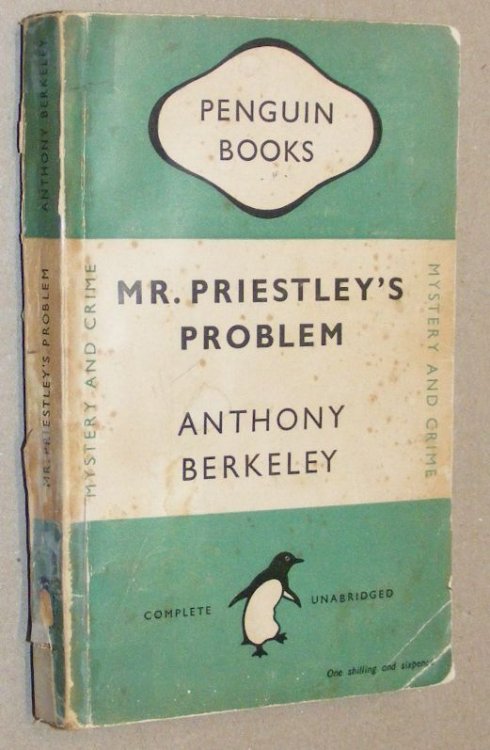 ANTHONY BERKELEY
MR. PRIESTLEY'S PROBLEM
PENGUIN
BOOKS
MYSTERY AND CRIME
MR. PRIESTLEY'S
PROBLEM
ANTHONY
BERKELEY
MYSTERY AND CRIME
COMPLETE UNABRIDGED
One shilling and sixpence